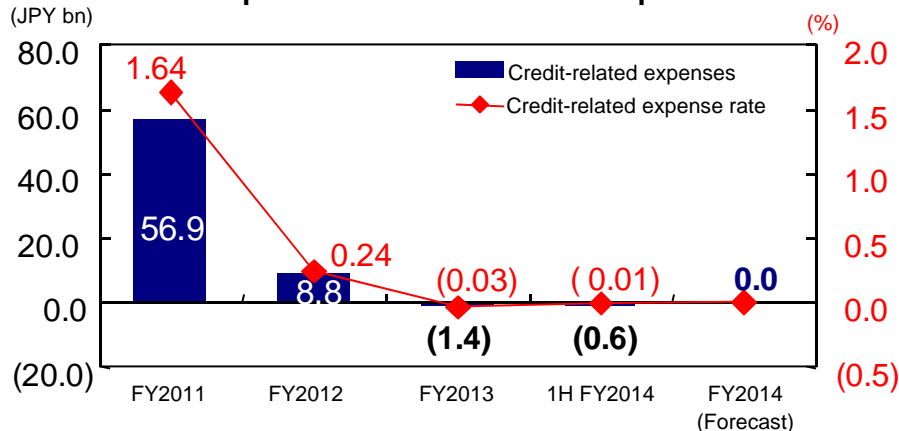 (JPY bn)
(%)
80.0
60.0
40.0
20.0
0.0
(20.0)
2.0
1.5
1.0
0.5
0.0
(0.5)
Credit-related expenses
Credit-related expense rate
1.64
56.9
0.24
8.8
(0.03)
(1.4)
( 0.01)
(0.6)
0.0
FY2011
FY2012
FY2013
1H FY2014
FY2014
(Forecast)